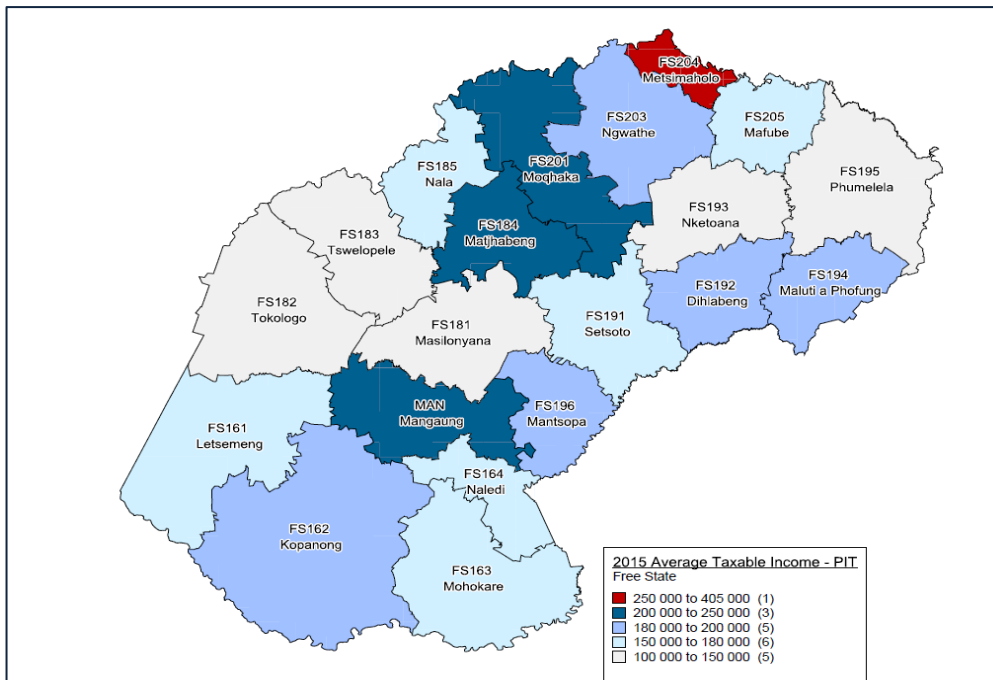 FS204
Metsimaholo
FS203
Ngwathe
FS205
Mafube
FS201
Moqhaka
FS185
Nala
FS195
Phumelela
FS193
Nketoana
FS184
Matjhabeng
FS183
Tswelopele
FS194
Maluti a Phofung
FS192
Dihlabeng
FS182
Tokologo
FS191
Setsoto
FS181
Masilonyana
MAN
Mangaung
FS196
Mantsopa
FS161
Letsemeng
FS164
Naledi
FS162
Kopanong
FS163
Mohokare
2015 Average Taxable Income - PIT
Free State
250 000 to 405 000 (1)
200 000 to 250 000 (3)
180 000 to 200 000 (5)
150 000 to 180 000 (6)
100 000 to 150 000 (5)